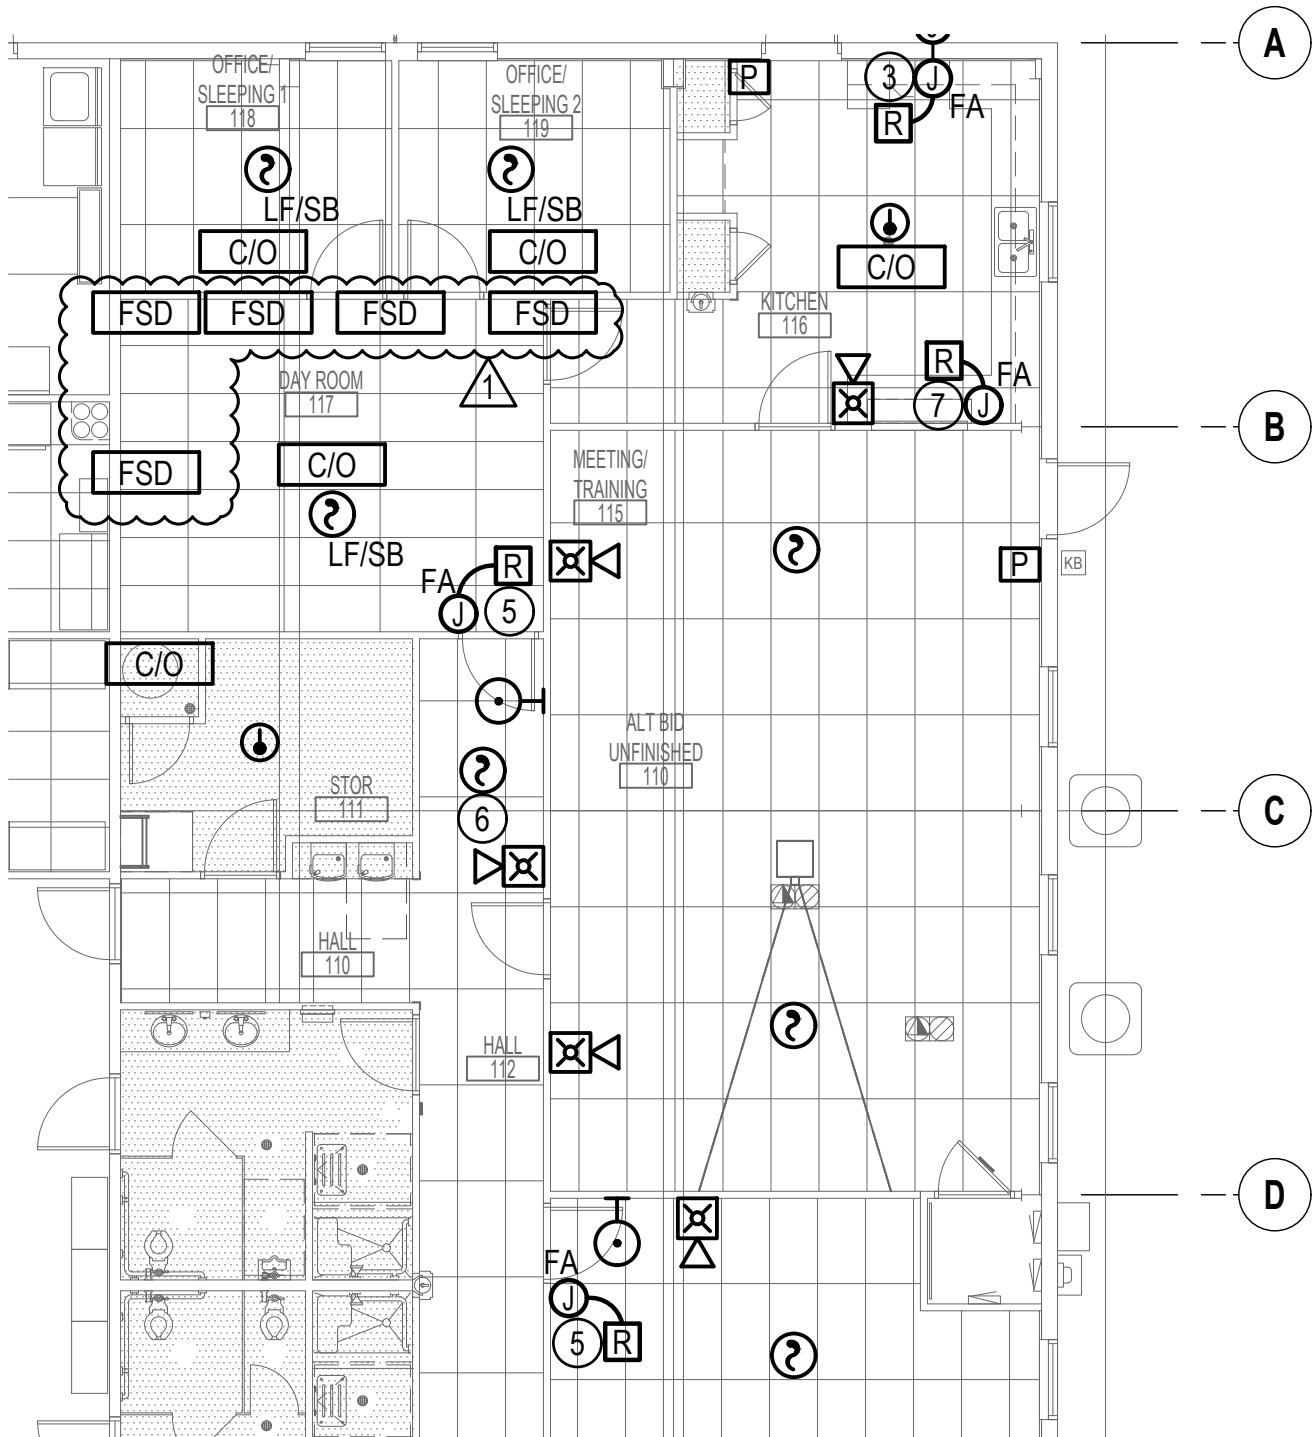 A
OFFICE/
SLEEPING 1
118
OFFICE/
SLEEPING 2
119
P
3
J
FA
R
LF/SB
LF/SB
C/O
C/O
C/O
FSD
FSD
FSD
FSD
KITCHEN
116
1
DAY ROOM
117
R
FA
7
J
B
FSD
C/O
MEETING/
TRAINING
115
LF/SB
P
KB
FA
R
J
5
C/O
ALT BID
UNFINISHED
110
STOR
111
6
C
HALL
110
HALL
112
D
FA
J
5
R